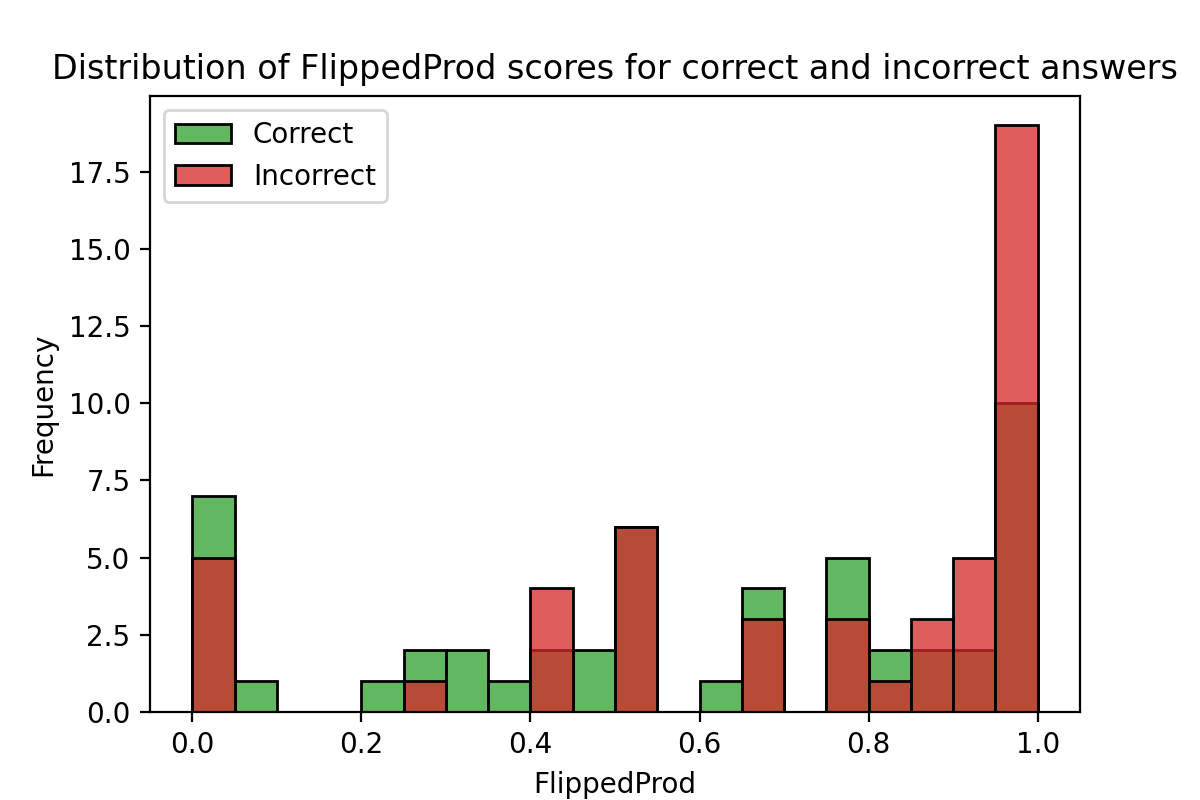 Distribution of FlippedProd scores for correct and incorrect answers
Correct
Incorrect
17.5
15.0
12.5
10.0
7.5
5.0
2.5
0.0
Frequency
0.0 0.2 0.4 0.6 0.8 1.0
FlippedProd